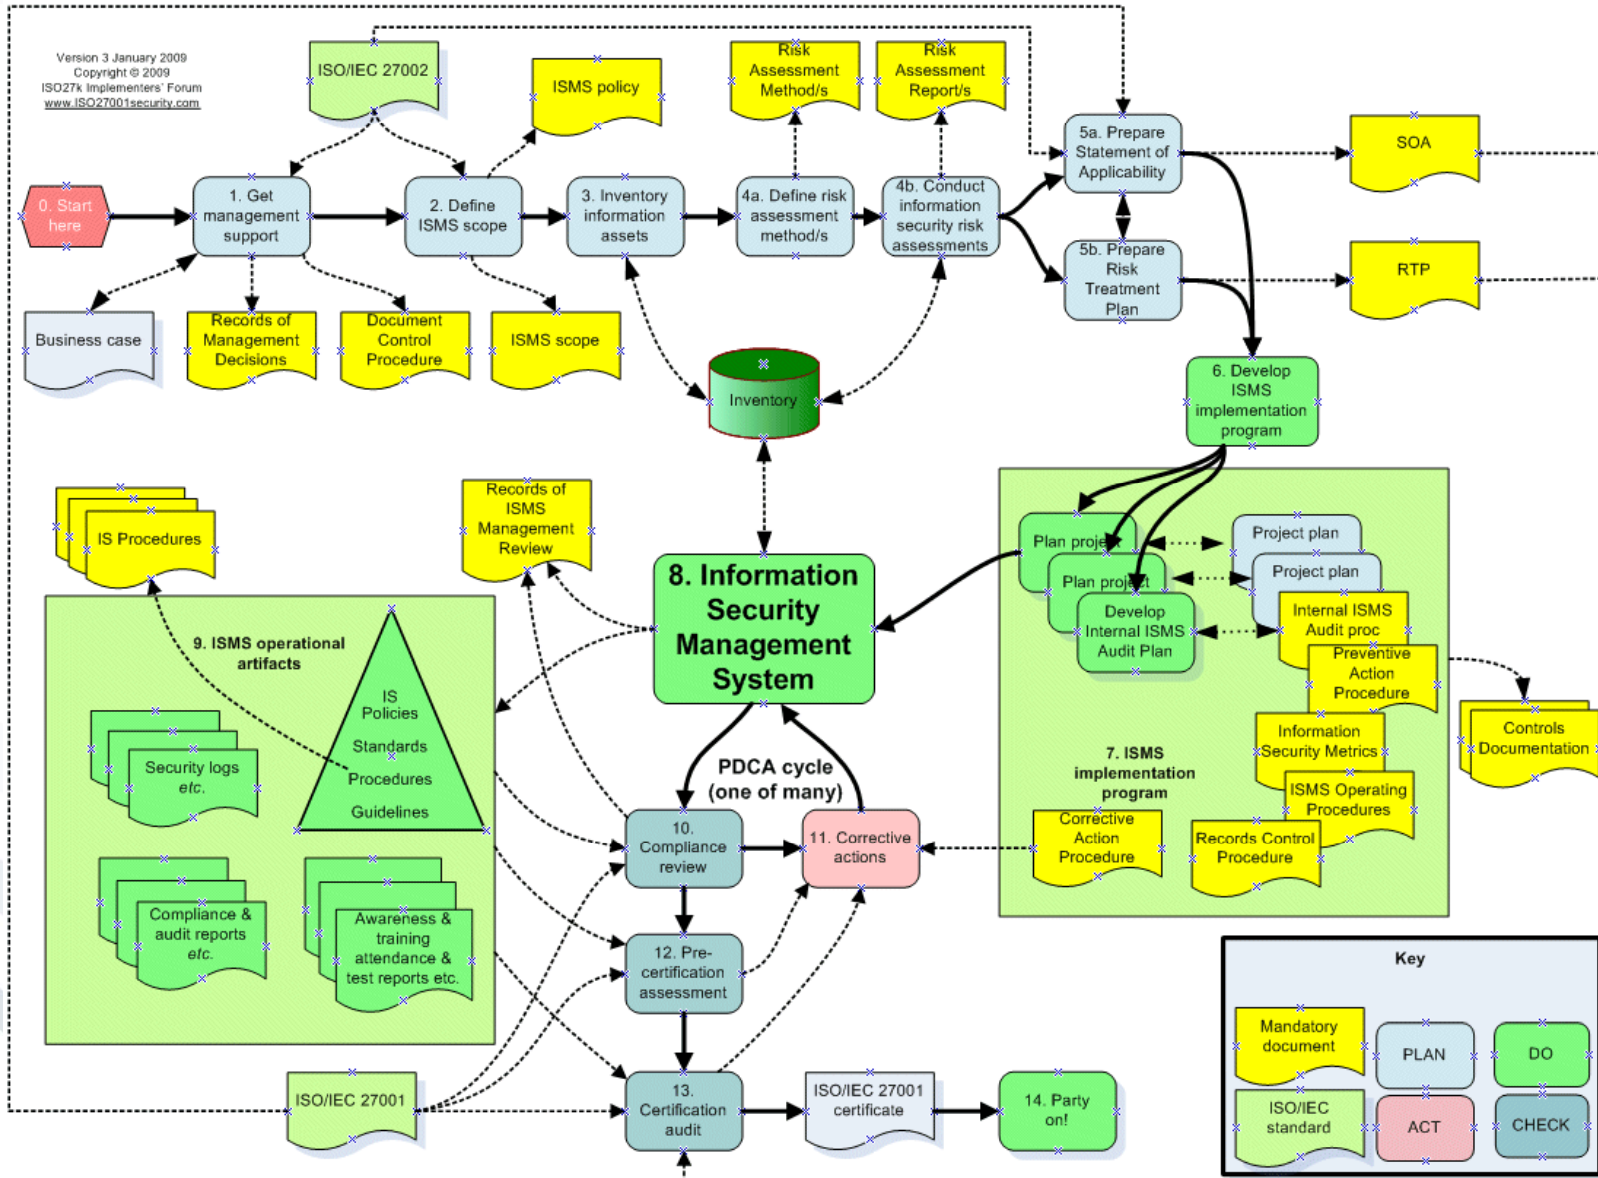 Version 3 January 2009
Copyright © 2009
ISO27k Implementers' Forum
www.ISO27001security.com
ISO/IEC 27002
ISMS policy
Risk
Assessment
Method/s
Risk
Assessment
Report/s
5a. Prepare
Statement of
Applicability
SOA
0. Start
here
1. Get
management
support
2. Define
ISMS scope
3. Inventory
information
assets
4a. Define risk
assessment
method/s
4b. Conduct
information
security risk
assessments
5b. Prepare
Risk
Treatment
Plan
RTP
Business case
Records of
Management
Decisions
Document
Control
Procedure
ISMS scope
Inventory
6. Develop
ISMS
implementation
program
IS Procedures
Records of
ISMS
Management
Review
8. Information
Security
Management
System
Plan project
Plan project
Develop
Internal ISMS
Audit Plan
Project plan
Project plan
Internal ISMS
Audit proc
Preventive
Action
Procedure
Controls
Documentation
Information
Security Metrics
ISMS Operating
Procedures
Records Control
Procedure
7. ISMS
implementation
program
Corrective
Action
Procedure
9. ISMS operational
artifacts
IS
Policies
Standards
Procedures
Guidelines
Security logs
etc.
Compliance &
audit reports
etc.
Awareness &
training
attendance &
test reports etc.
PDCA cycle
(one of many)
10.
Compliance
review
11. Corrective
actions
12. Pre-
certification
assessment
13.
Certification
audit
ISO/IEC 27001
ISO/IEC 27001
certificate
14. Party
on!
Key
Mandatory
document
PLAN
DO
ISO/IEC
standard
ACT
CHECK